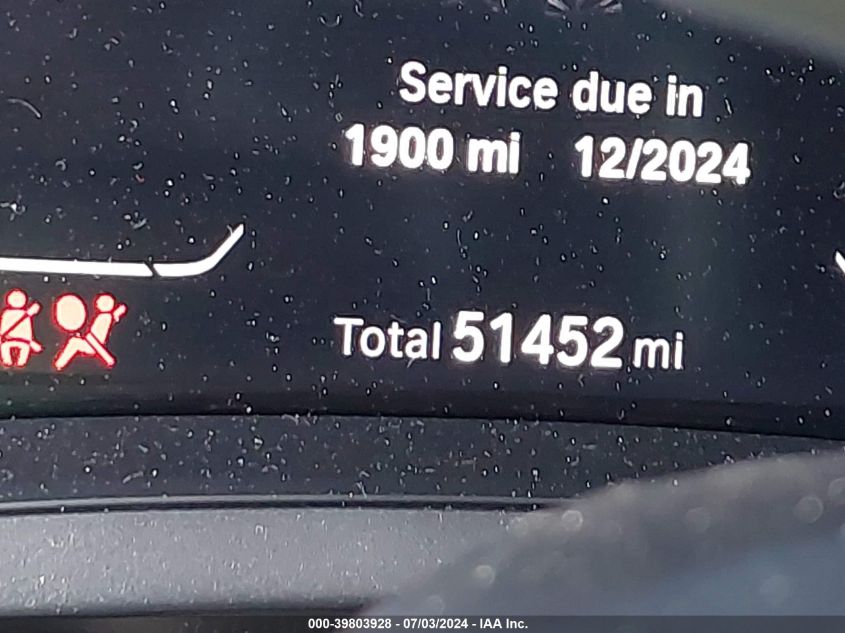 Service due in
1900 mi 12/2024
Total 51452 mi
000-39803928 - 07/03/2024 - IAA Inc.